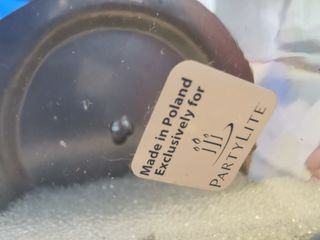 Made in Poland
Exclusively for
PARTYLITE